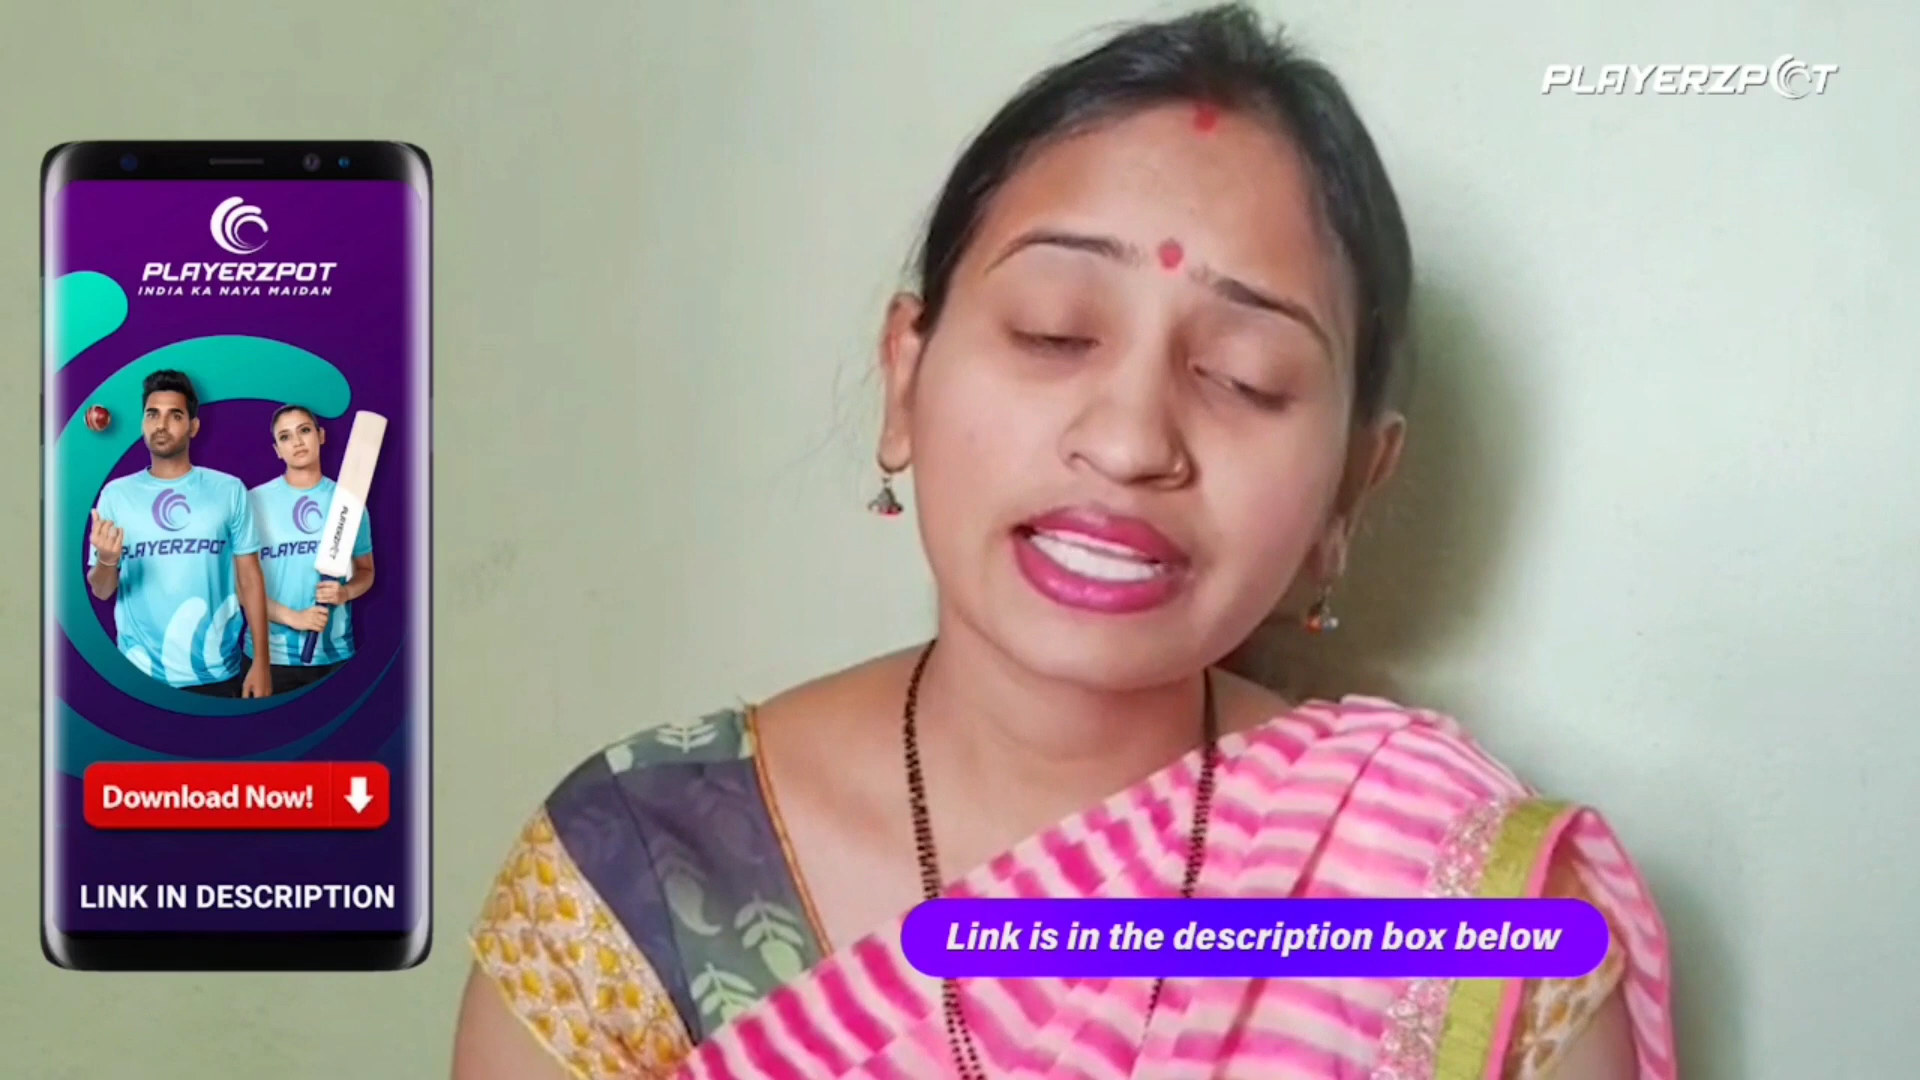 PLAYERZPOT
PLAYERZPOT
INDIA KA NAYA MAIDAN
PLAYERZPOT
PLAYER
PLAYERZPOT
Download Now!
LINK IN DESCRIPTION
Link is in the description box below